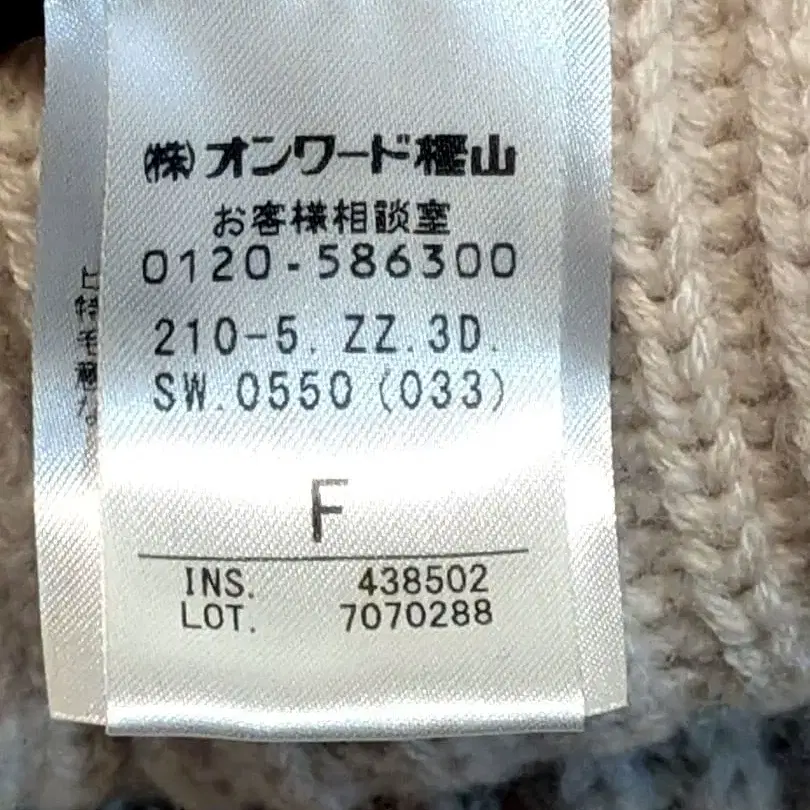 (株)オンワード樫山
お客様相談室
0120-586300
210-5. ZZ.3D.
SW.0550(033)
F
INS. 438502
LOT. 7070288